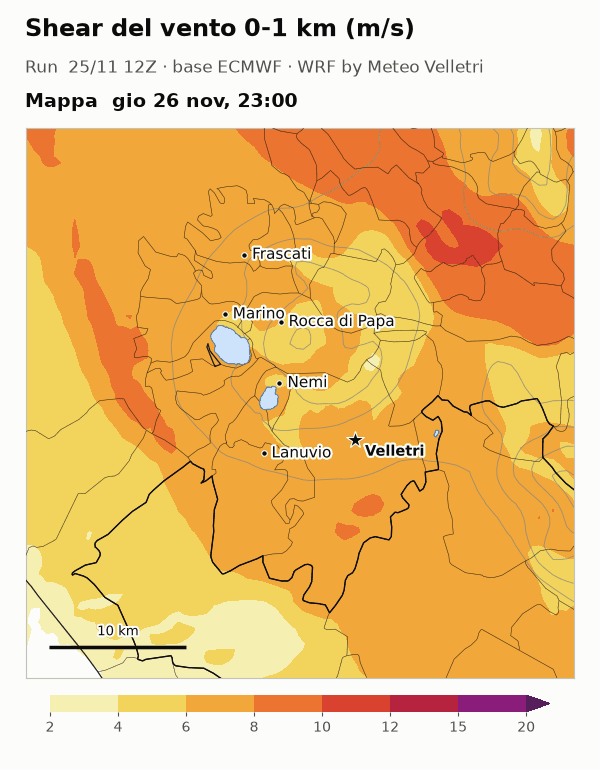 Shear del vento 0-1 km (m/s)
Run 25/11 12Z · base ECMWF · WRF by Meteo Velletri
Mappa gio 26 nov, 23:00
Frascati
Marino
Rocca di Papa
Nemi
Velletri
Lanuvio
10 km
2 4 6 8 10 12 15 20